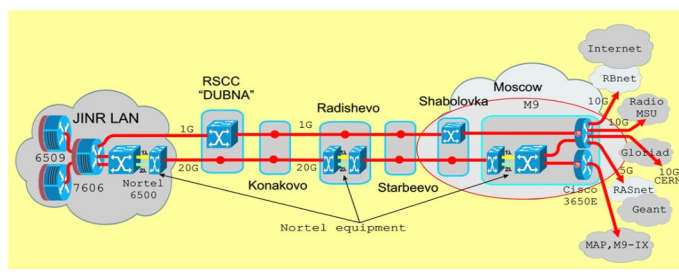 Internet
RBnet
RSCC
"DUBNA"
Moscow
M9
10G
JINR LAN
Radishevo
Shabolovka
Radio
MSU
1G
1G
10G
6509
20G
20G
Gloriad
7606
Nortel
6500
Konakovo
Starbeevo
Cisco
3650E
5G
10G
CERN
RASnet
Geant
Nortel equipment
MAP,M9-IX